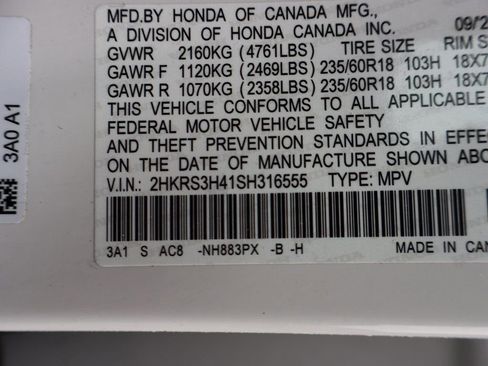 MFD.BY HONDA OF CANADA MFG.,
A DIVISION OF HONDA CANADA INC. 09/2
GVWR 2160KG (4761LBS) TIRE SIZE RIM S
GAWR F 1120KG (2469LBS) 235/60R18 103H 18X7
GAWR R 1070KG (2358LBS) 235/60R18 103H 18X7
THIS VEHICLE CONFORMS TO ALL APPLICABLE
FEDERAL MOTOR VEHICLE SAFETY
AND THEFT PREVENTION STANDARDS IN EFFE
ON THE DATE OF MANUFACTURE SHOWN ABO
V.I.N.: 2HKRS3H41SH316555 TYPE: MPV
3A1 S AC8 -NH883PX -B -H MADE IN CAN
3A0 A1